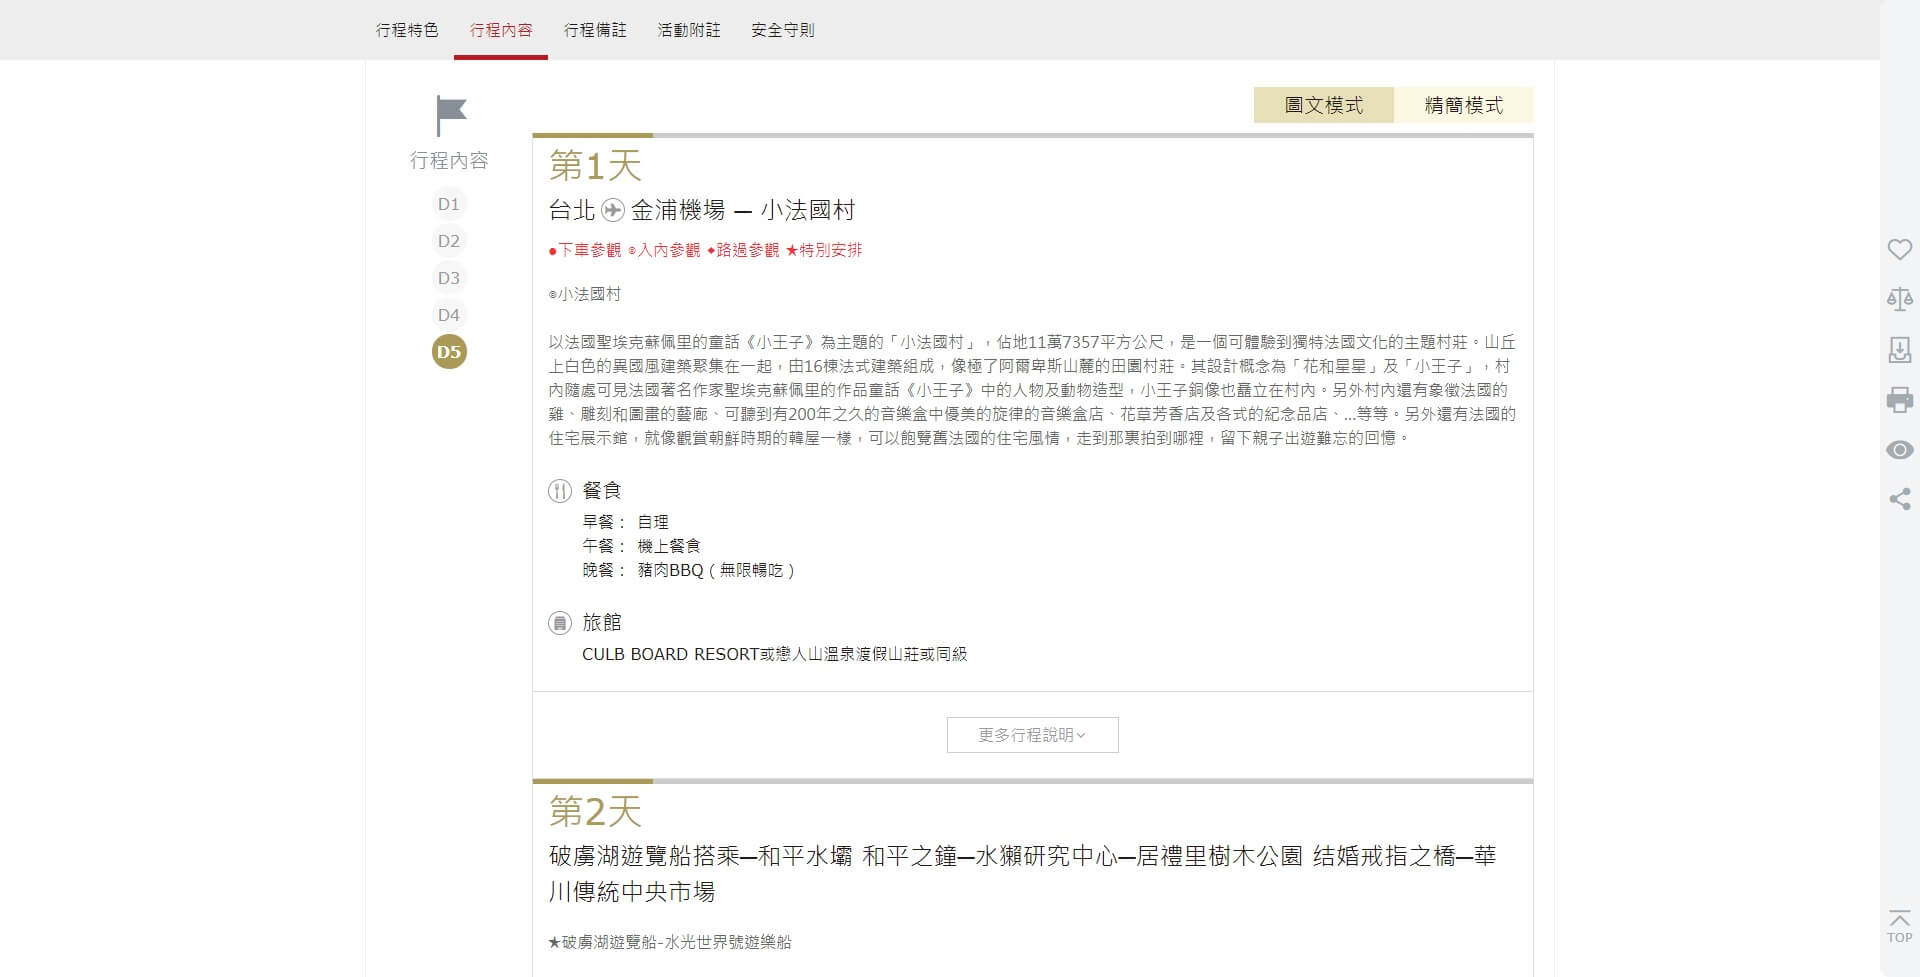 行程特色 行程內容 行程備註 活動附註 安全守則
圖文模式 精簡模式
行程內容
D1
D2
D3
D4
D5
第1天
台北 金浦機場 — 小法國村
●下車參觀 ⊙入內參觀 ◆路過參觀 ★特別安排
⊙小法國村
以法國聖埃克蘇佩里的童話《小王子》為主題的「小法國村」，佔地11萬7357平方公尺，是一個可體驗到獨特法國文化的主題村莊。山丘
上白色的異國風建築聚集在一起，由16棟法式建築組成，像極了阿爾卑斯山麓的田園村莊。其設計概念為「花和星星」及「小王子」，村
內隨處可見法國著名作家聖埃克蘇佩里的作品童話《小王子》中的人物及動物造型，小王子銅像也矗立在村內。另外村內還有象徵法國的
雞、雕刻和圖畫的藝廊、可聽到有200年之久的音樂盒中優美的旋律的音樂盒店、花草芳香店及各式的紀念品店、...等等。另外還有法國的
住宅展示館，就像觀賞朝鮮時期的韓屋一樣，可以飽覽舊法國的住宅風情，走到那裏拍到哪裡，留下親子出遊難忘的回憶。
餐食
早餐： 自理
午餐： 機上餐食
晚餐： 豬肉BBQ（無限暢吃）
旅館
CULB BOARD RESORT或戀人山溫泉渡假山莊或同級
更多行程說明
第2天
破虜湖遊覽船搭乘—和平水壩 和平之鐘—水獺研究中心—居禮里樹木公園 结婚戒指之橋—華
川傳統中央市場
★破虜湖遊覽船-水光世界號遊樂船
TOP